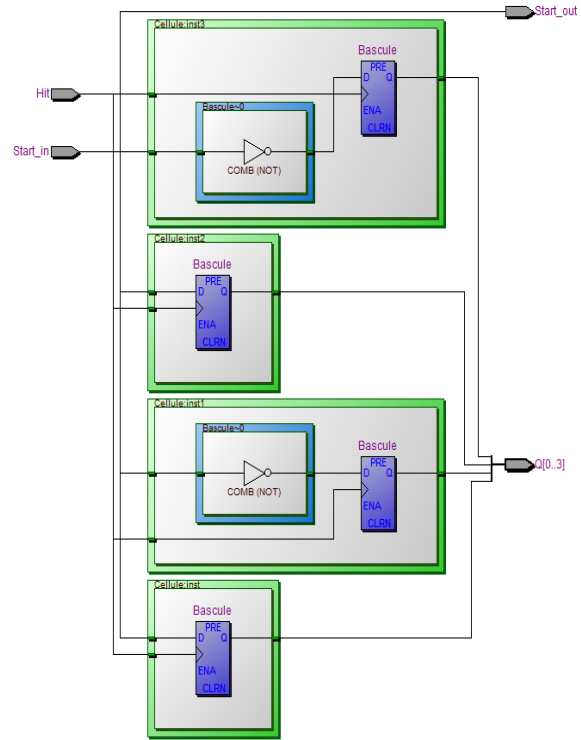 Start_out
Cellule:inst3
Bascule
PRE
D Q
ENA
CLRN
Hit
Bascule~0
Start_in
COMB (NOT)
Cellule:inst2
Bascule
PRE
D Q
ENA
CLRN
Cellule:inst1
Bascule~0
Bascule
PRE
D Q
COMB (NOT)
ENA
CLRN
Q[0..3]
Cellule:inst
Bascule
PRE
D Q
ENA
CLRN